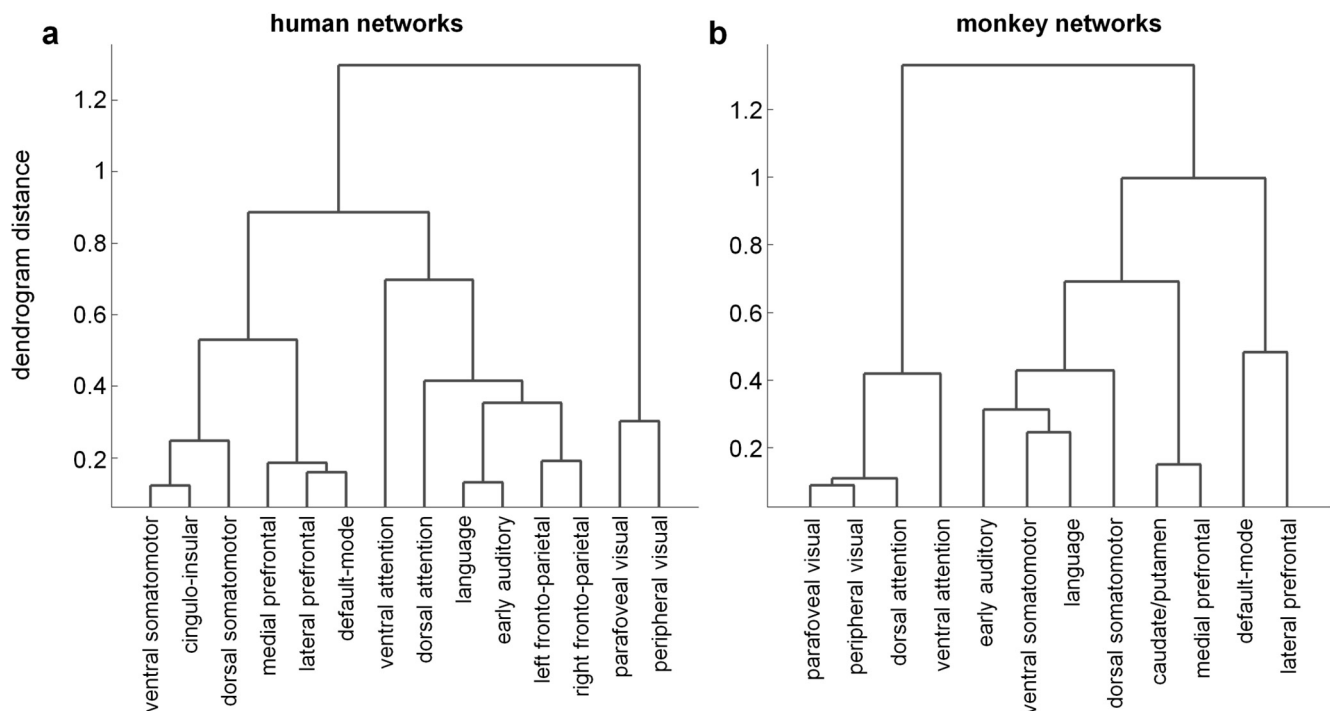 a
human networks
dendrogram distance
1.2
1
0.8
0.6
0.4
0.2
ventral somatomotor
cingulo-insular
dorsal somatomotor
medial prefrontal
lateral prefrontal
default-mode
ventral attention
dorsal attention
language
early auditory
left fronto-parietal
right fronto-parietal
parafoveal visual
peripheral visual
b
monkey networks
1.2
1
0.8
0.6
0.4
0.2
parafoveal visual
peripheral visual
dorsal attention
ventral attention
early auditory
ventral somatomotor
language
dorsal somatomotor
caudate/putamen
medial prefrontal
default-mode
lateral prefrontal